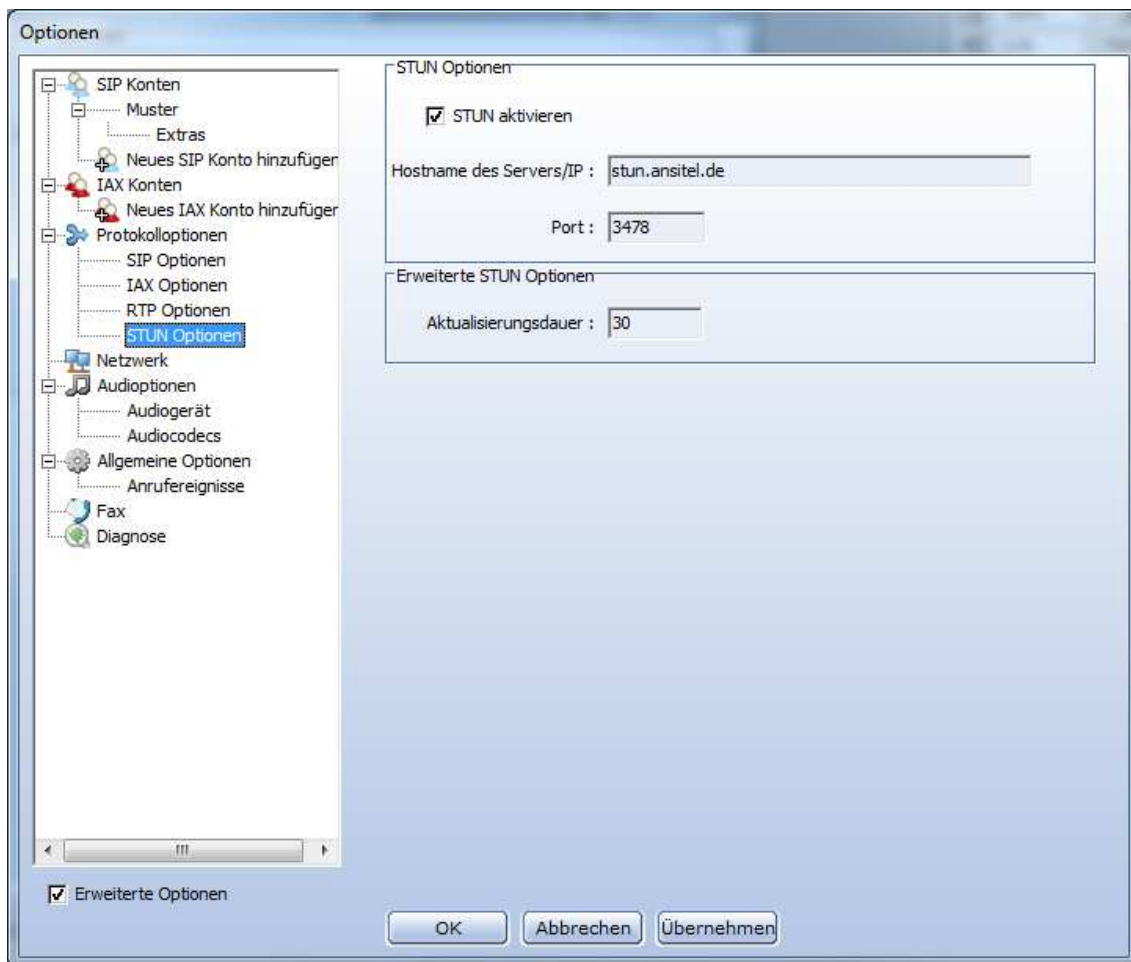 Optionen
SIP Konten
Muster
Extras
Neues SIP Konto hinzufüger
IAX Konten
Neues IAX Konto hinzufüger
Protokolloptionen
SIP Optionen
IAX Optionen
RTP Optionen
STUN Optionen
Netzwerk
Audioptionen
Audiogerät
Audiocodecs
Allgemeine Optionen
Anrufereignisse
Fax
Diagnose
Erweiterte Optionen
STUN Optionen
STUN aktivieren
Hostname des Servers/IP : stun.ansitel.de
Port : 3478
Erweiterte STUN Optionen
Aktualisierungsdauer : 30
OK Abbrechen Übernehmen